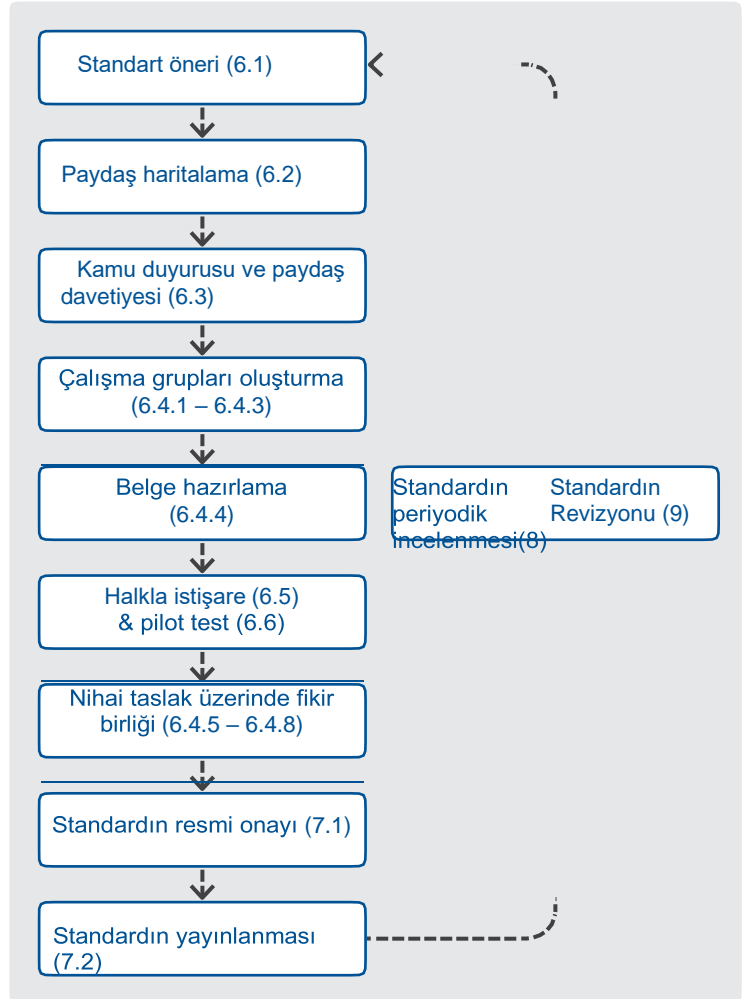 Standart öneri (6.1)
Paydaş haritalama (6.2)
Kamu duyurusu ve paydaş
davetiyesi (6.3)
Çalışma grupları oluşturma
(6.4.1 – 6.4.3)
Belge hazırlama
(6.4.4)
Standardın
periyodik
incelenmesi(8)
Standardın
Revizyonu (9)
Halkla istişare (6.5)
& pilot test (6.6)
Nihai taslak üzerinde fikir
birliği (6.4.5 – 6.4.8)
Standardın resmi onayı (7.1)
Standardın yayınlanması
(7.2)